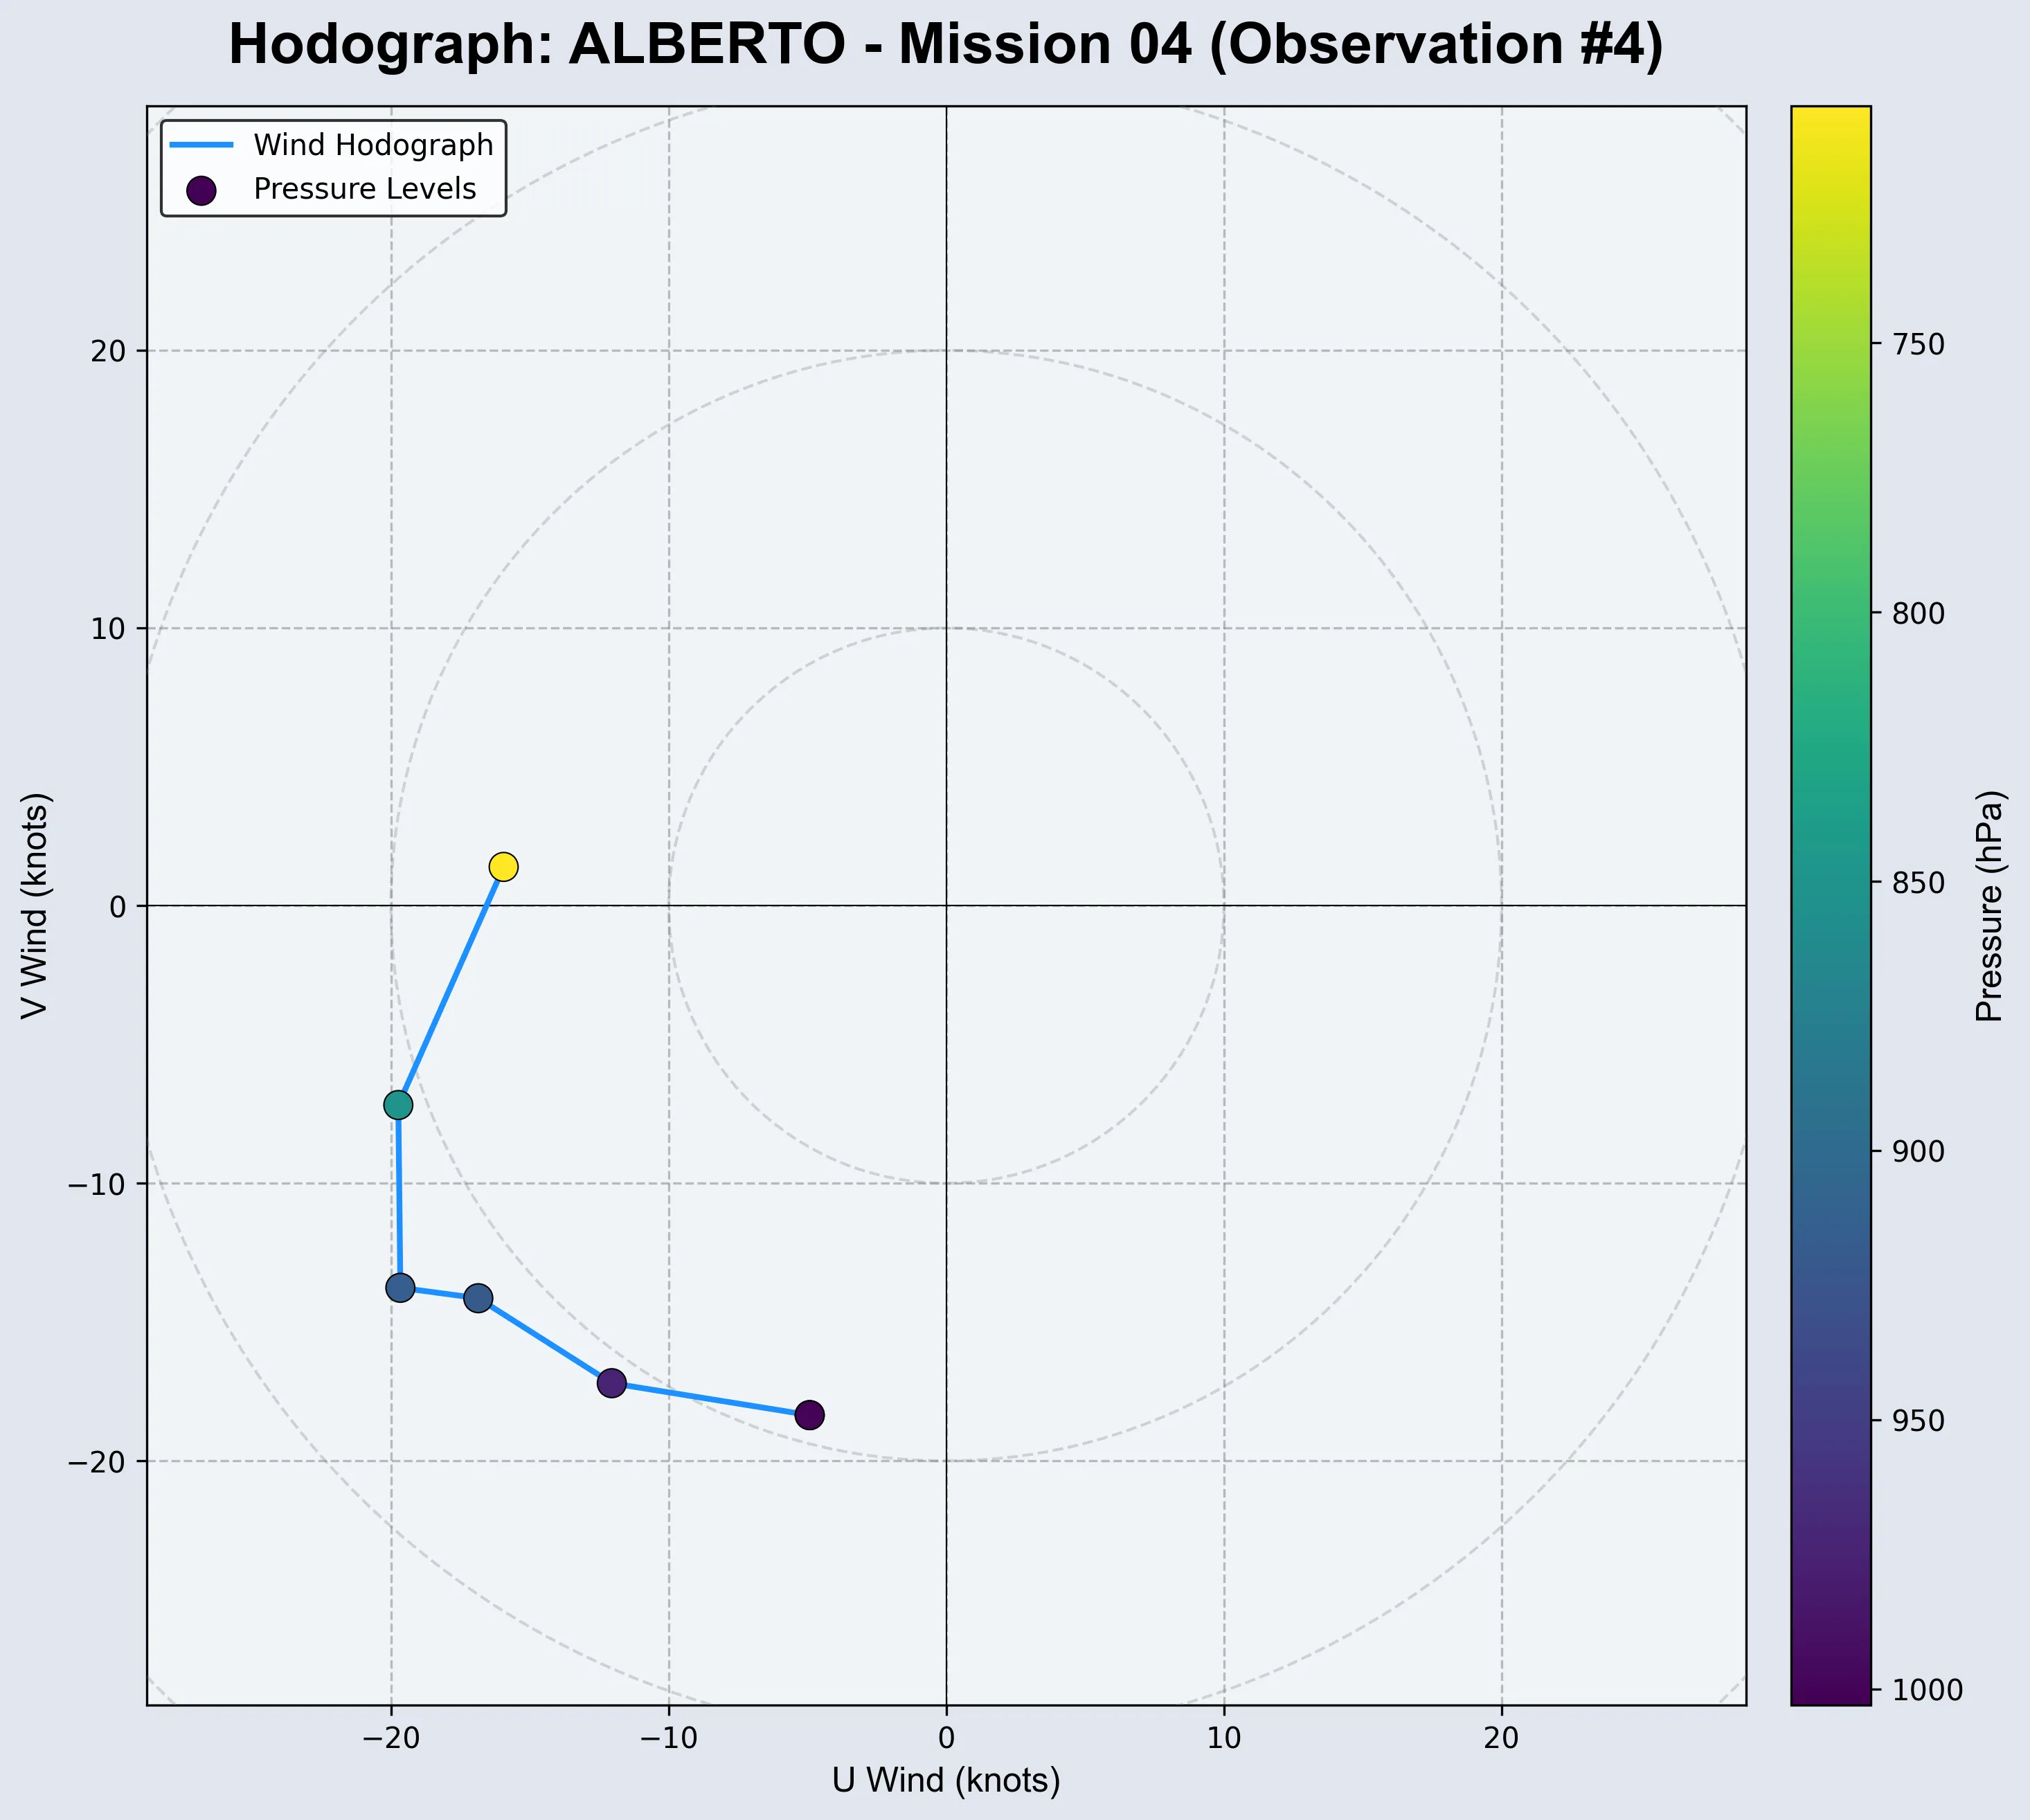 Hodograph: ALBERTO - Mission 04 (Observation #4)
Wind Hodograph
Pressure Levels
20
10
0
−10
−20
V Wind (knots)
−20
−10
0
10
20
U Wind (knots)
750
800
850
900
950
1000
Pressure (hPa)